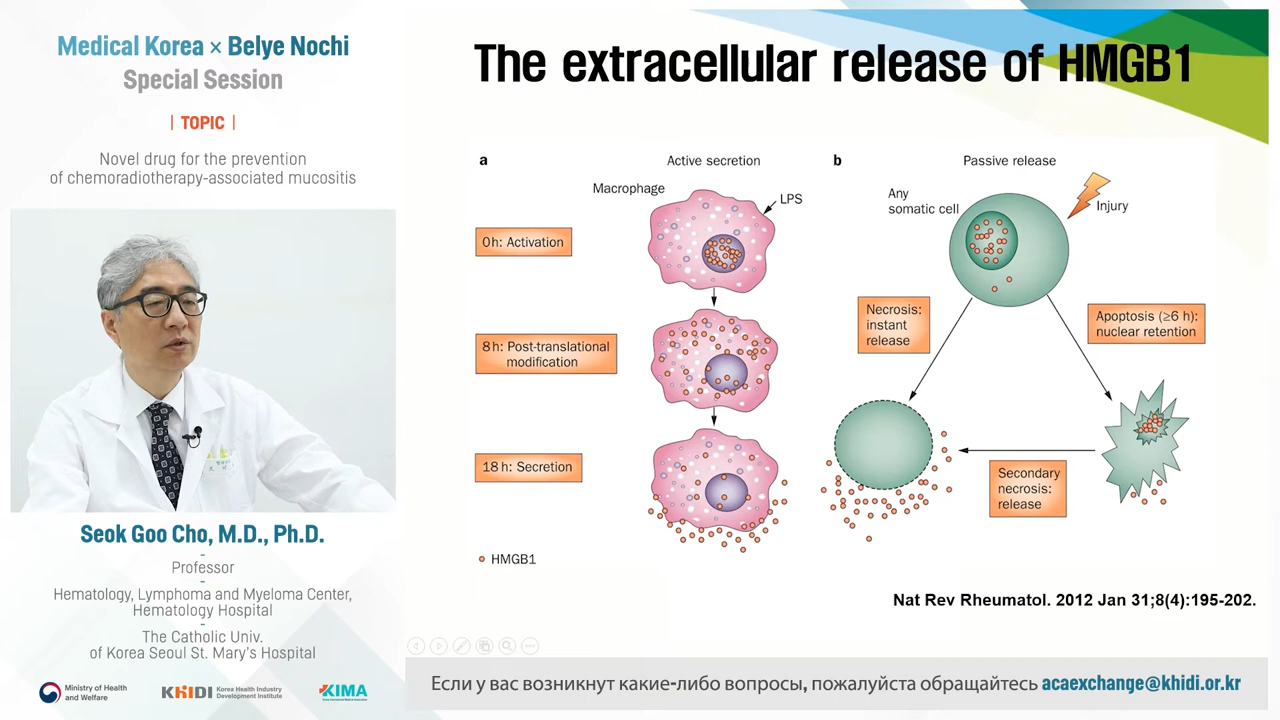 Medical Korea × Belye Nochi
Special Session
| TOPIC |
Novel drug for the prevention
of chemoradiotherapy-associated mucositis
Seok Goo Cho, M.D., Ph.D.
-
Professor
-
Hematology, Lymphoma and Myeloma Center,
Hematology Hospital
-
The Catholic Univ.
of Korea Seoul St. Mary's Hospital
Ministry of Health
and Welfare
KHIDI Korea Health Industry
Development Institute
KIMA
The extracellular release of HMGB1
a
Active secretion
Macrophage
LPS
0 h: Activation
8 h: Post-translational
modification
18 h: Secretion
HMGB1
b
Passive release
Any
somatic cell
Injury
Necrosis:
instant
release
Apoptosis (≥6 h):
nuclear retention
Secondary
necrosis:
release
Nat Rev Rheumatol. 2012 Jan 31;8(4):195-202.
Если у вас возникнут какие-либо вопросы, пожалуйста обращайтесь acaexchange@khidi.or.kr